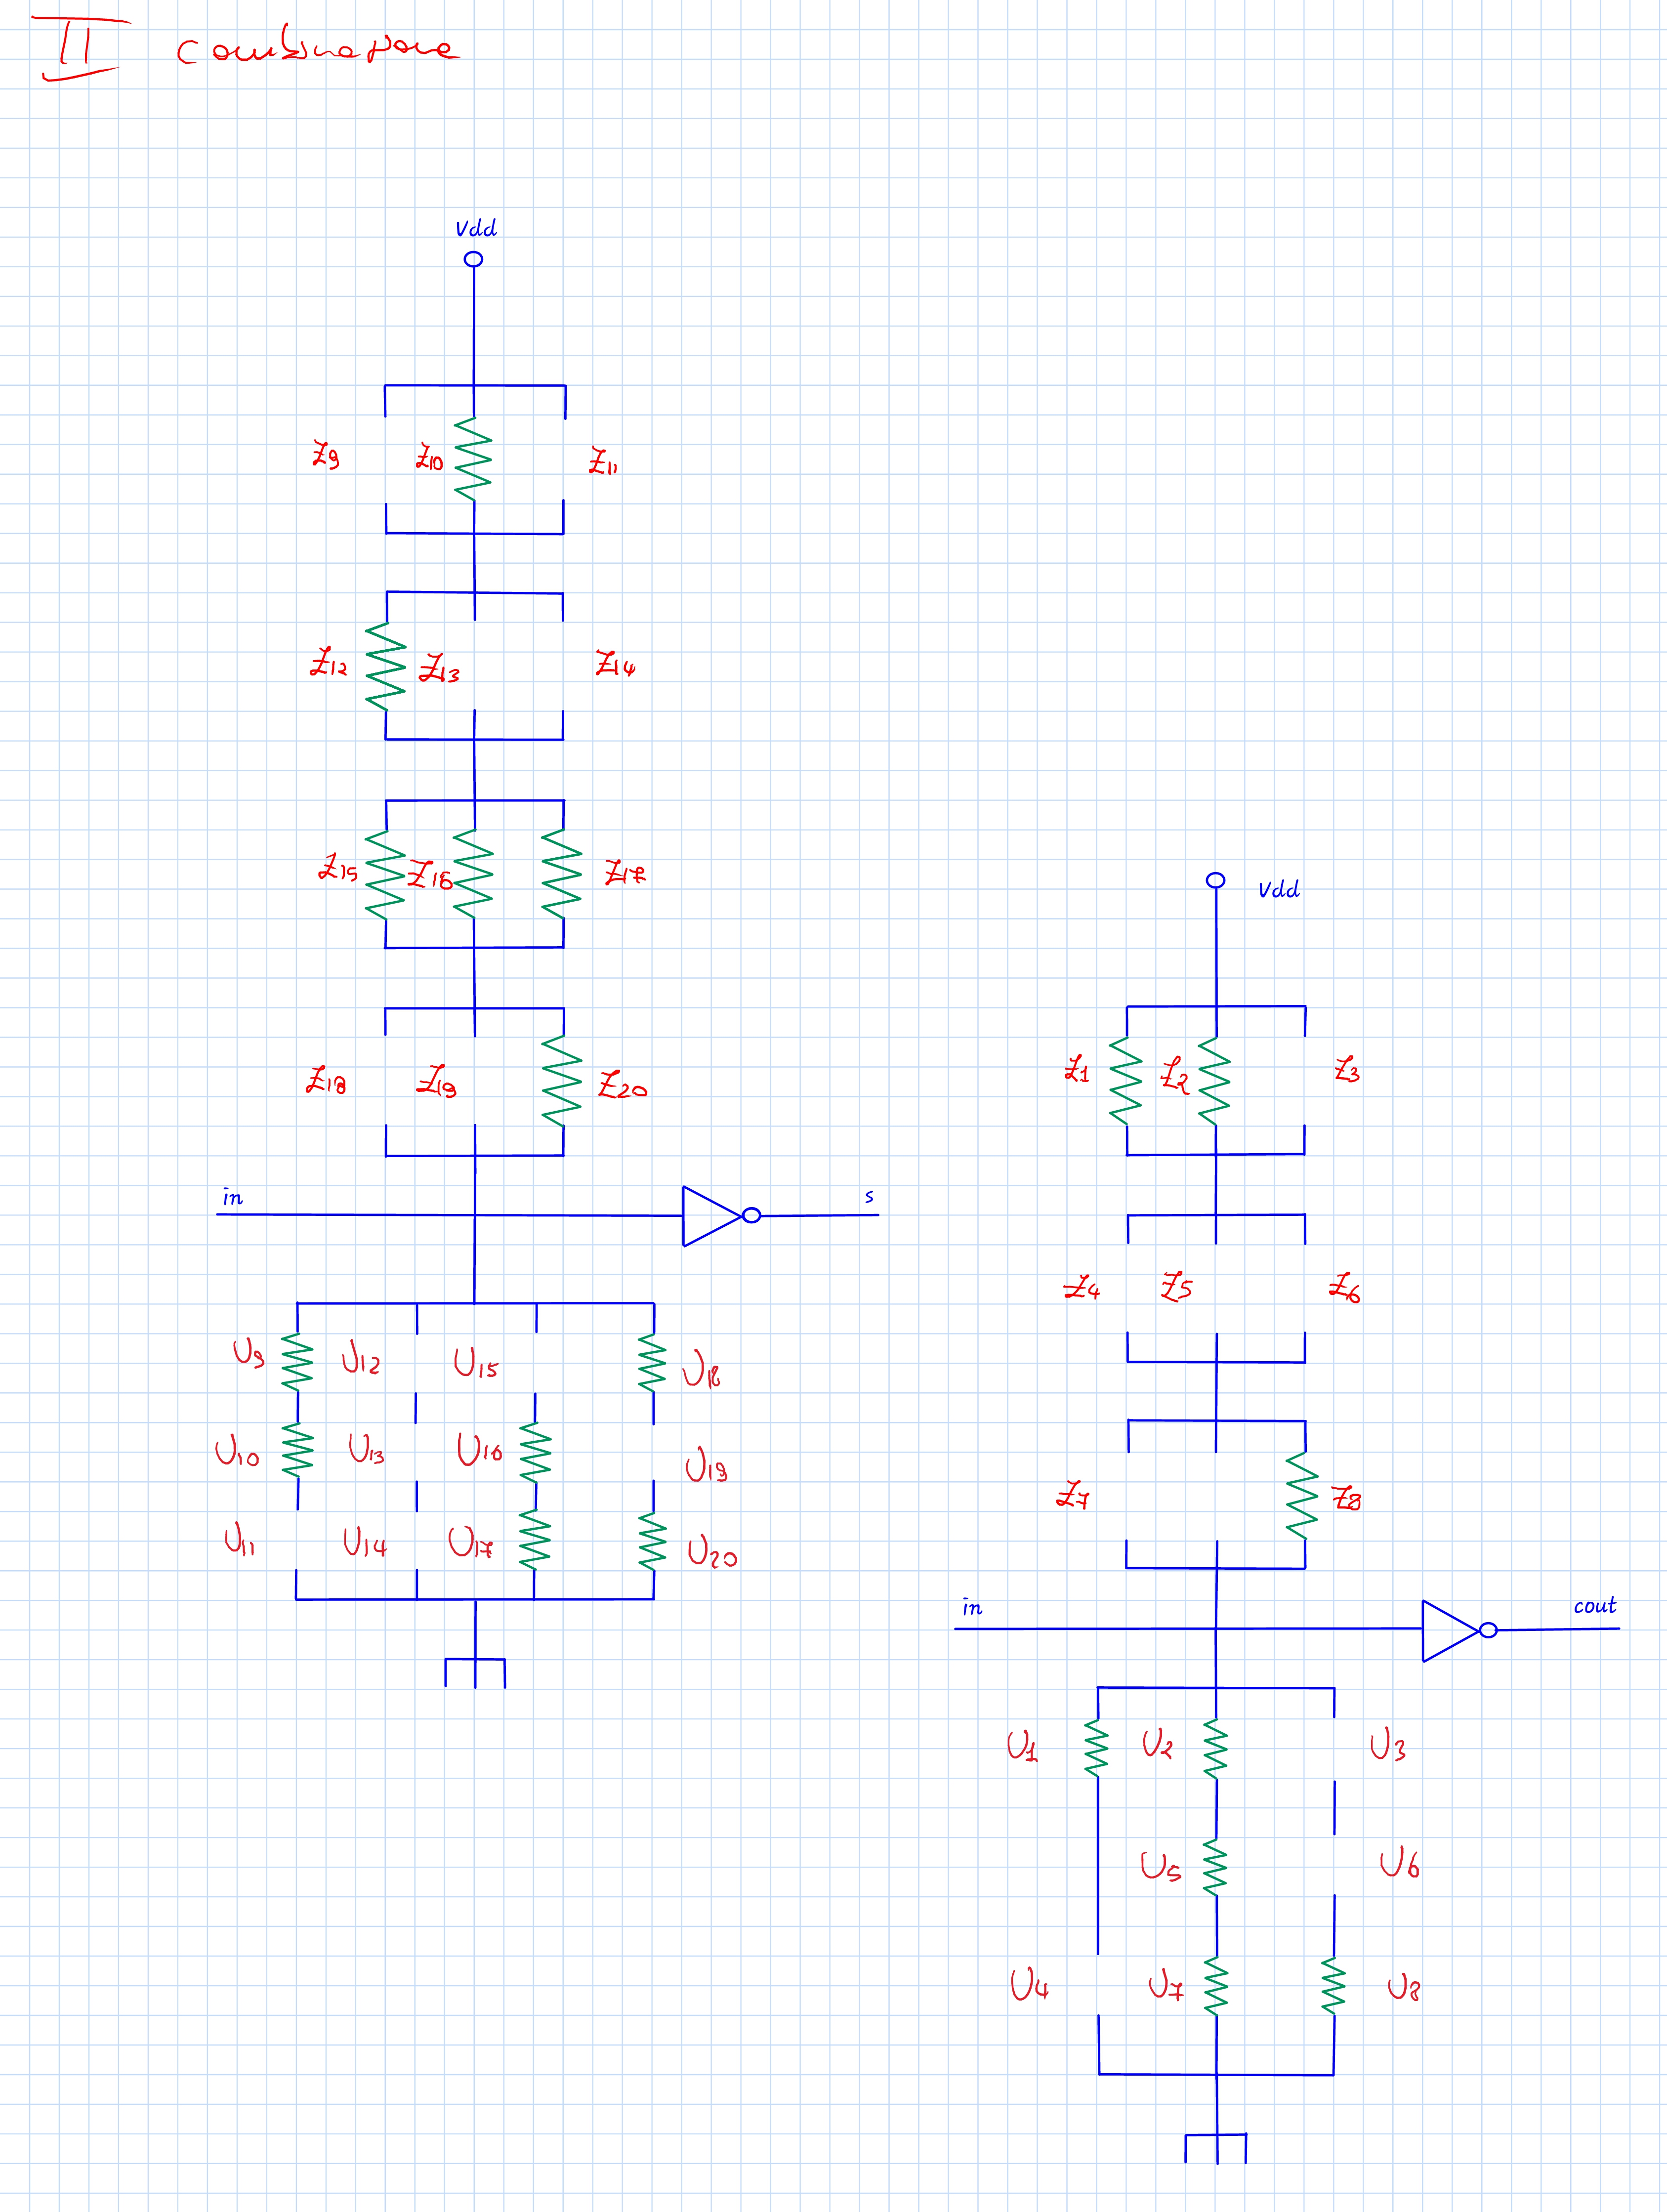 II combinazione
Vdd
Z9 Z10 Z11
Z12 Z13 Z14
Z15 Z16 Z17
Z18 Z19 Z20
in s
U9 U12 U15 U18
U10 U13 U16 U19
U11 U14 U17 U20
Vdd
Z1 Z2 Z3
Z4 Z5 Z6
Z7 Z8
in cout
U1 U2 U3
U5 U6
U4 U7 U8